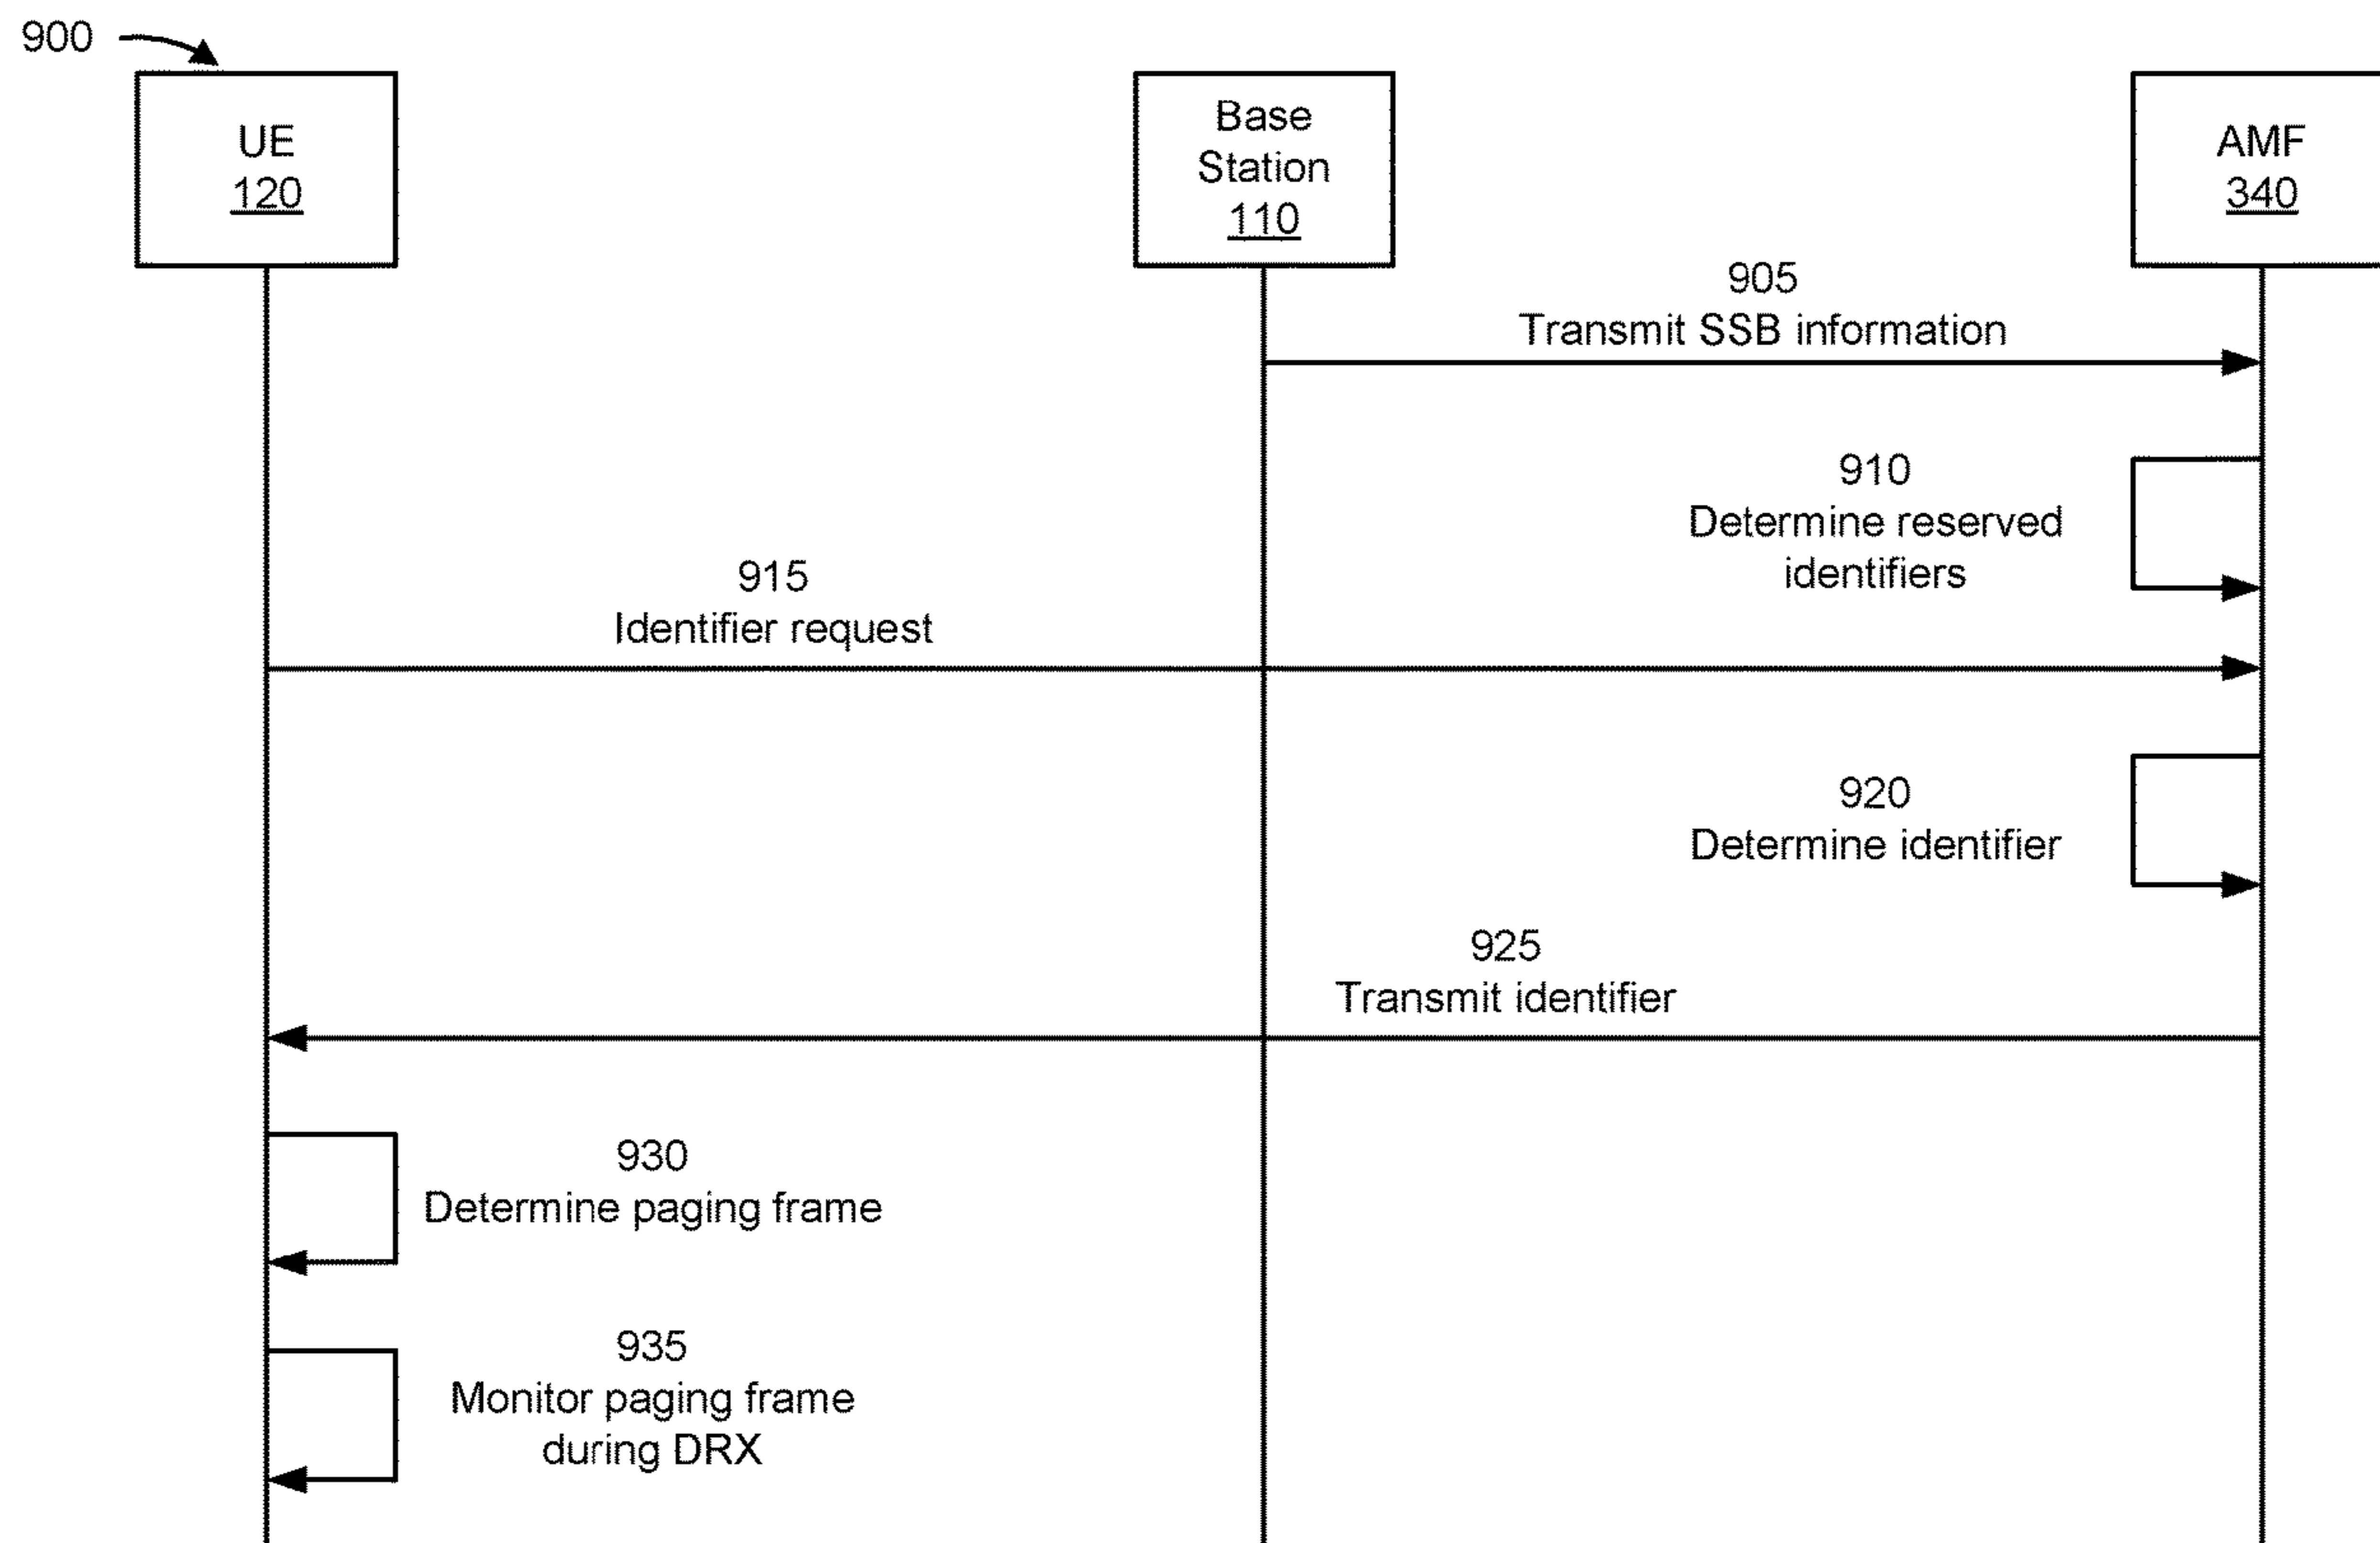 900
UE
120
Base
Station
110
AMF
340
905
Transmit SSB information
910
Determine reserved
identifiers
915
Identifier request
920
Determine identifier
925
Transmit identifier
930
Determine paging frame
935
Monitor paging frame
during DRX